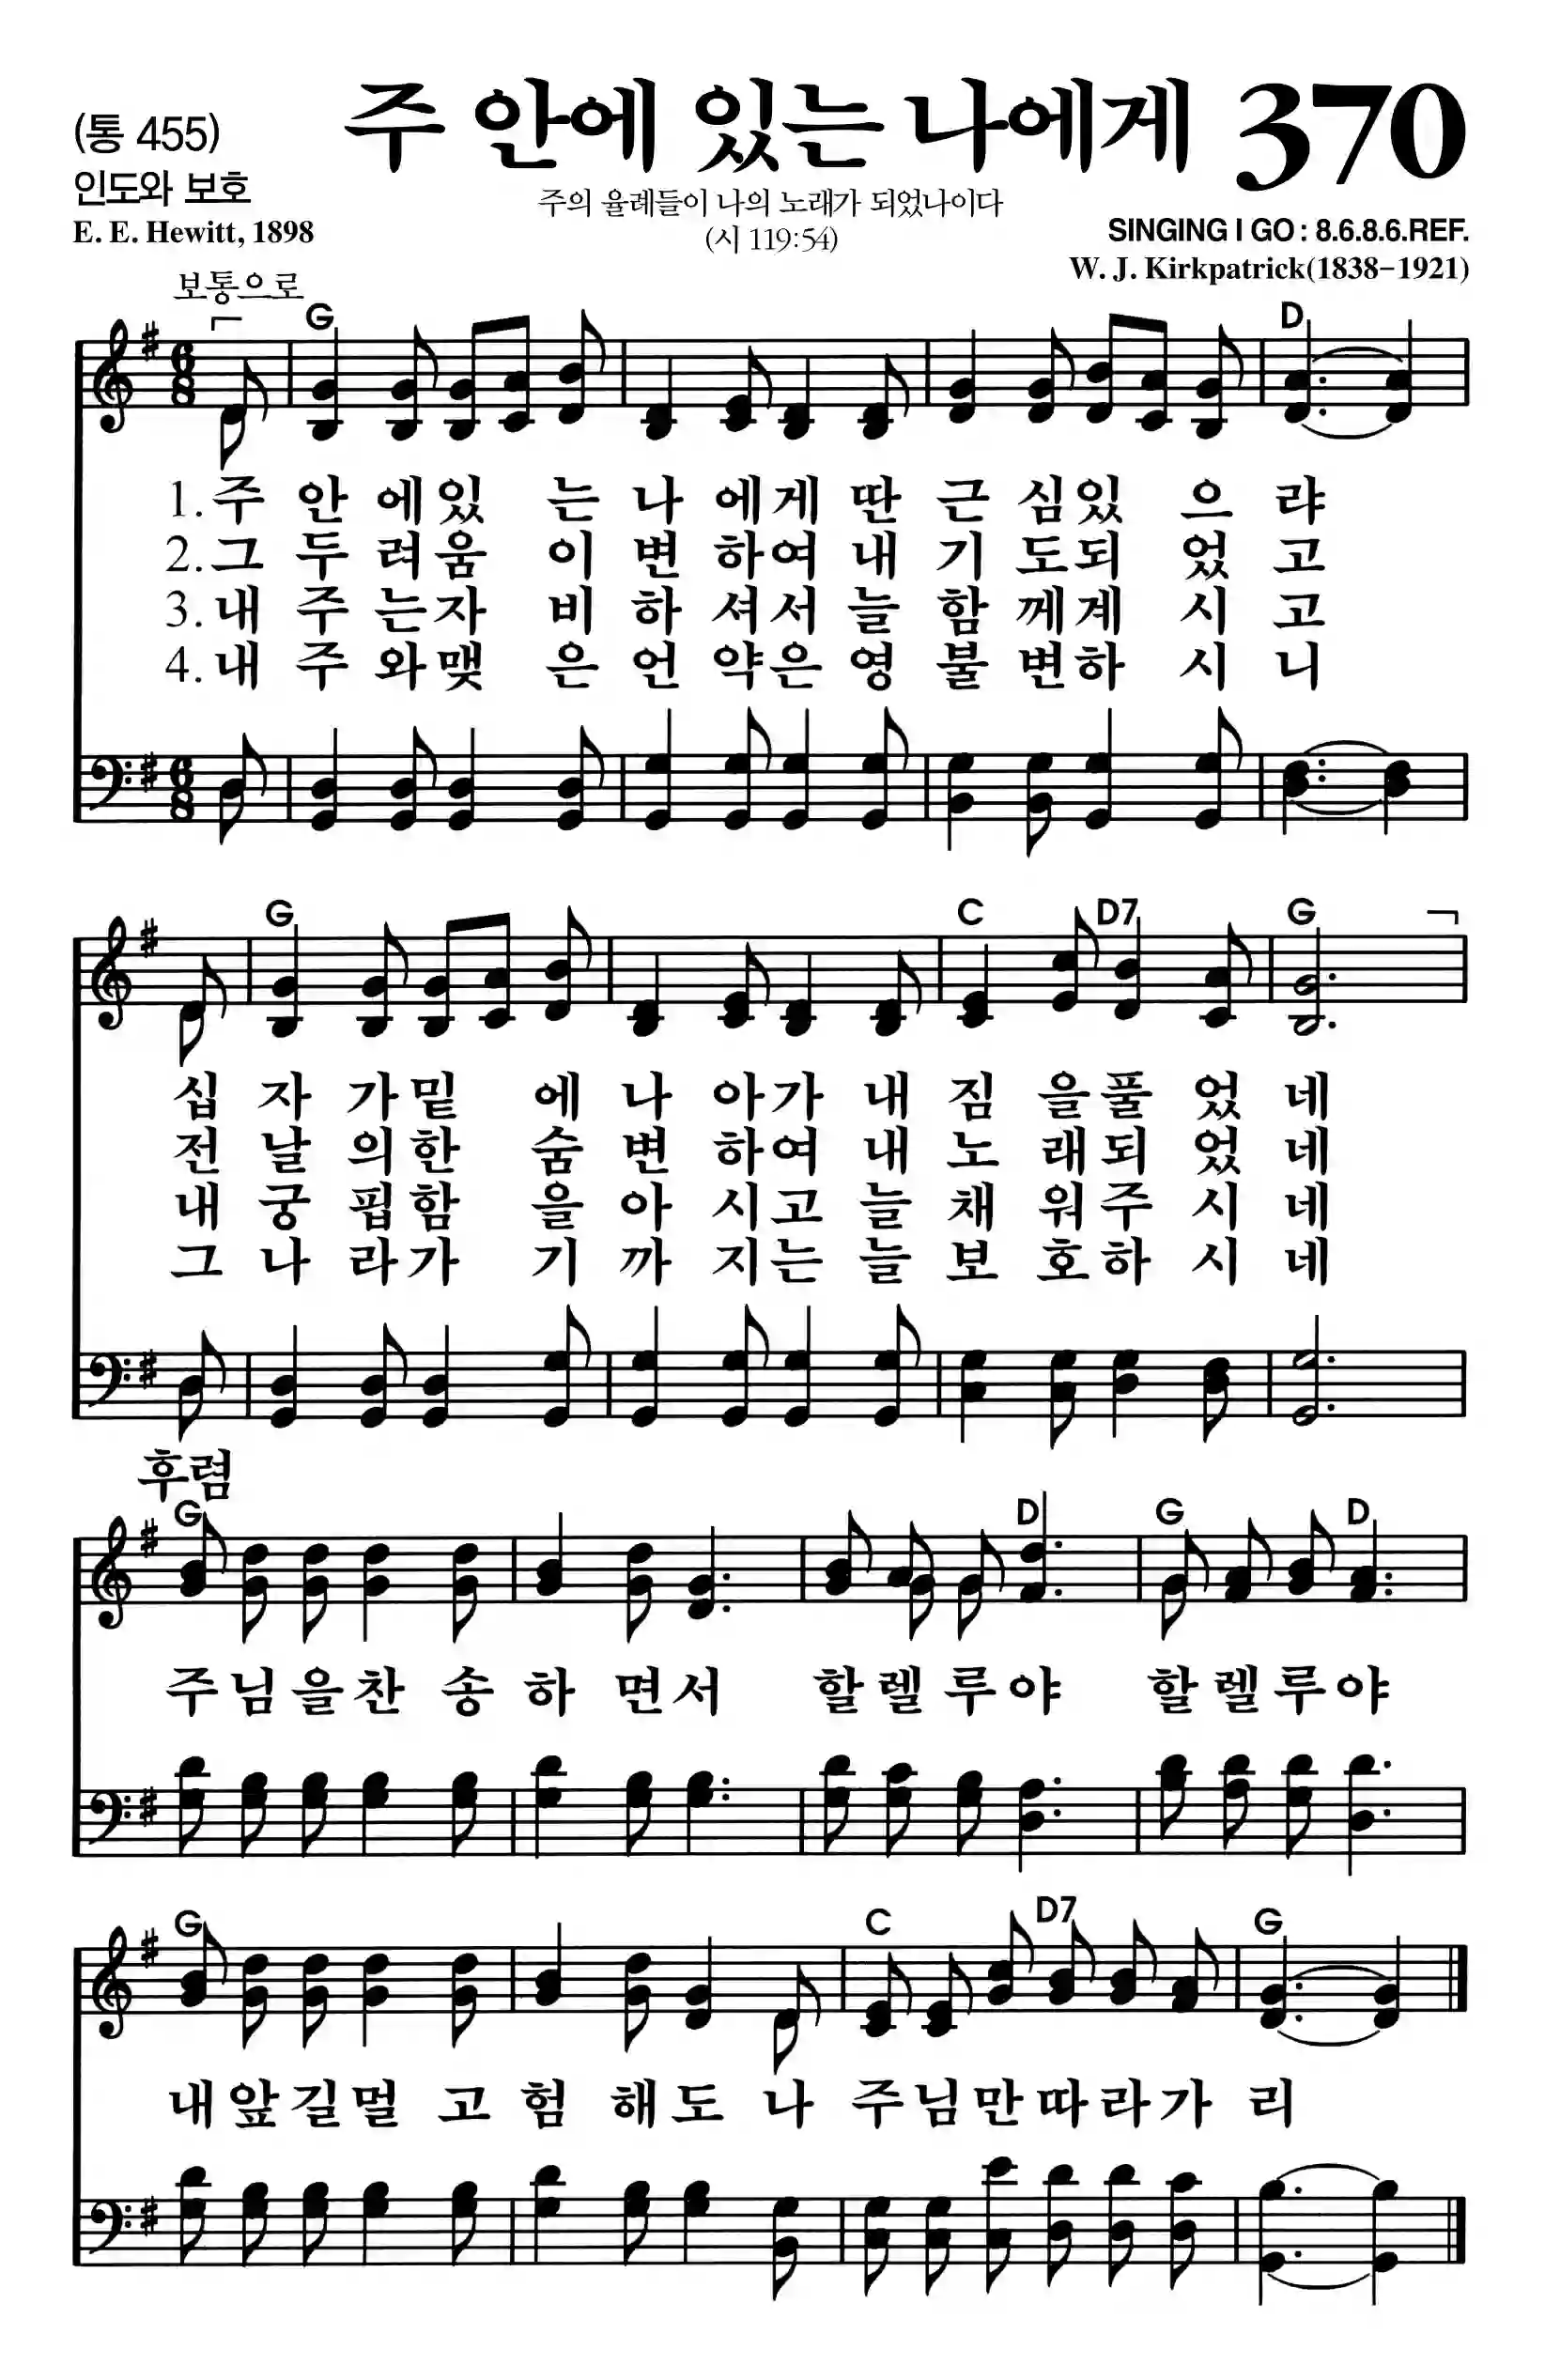 (통 455)
주 안에 있는 나에게 370
인도와 보호
주의 율례들이 나의 노래가 되었나이다
E. E. Hewitt, 1898
(시 119:54)
SINGING I GO : 8.6.8.6.REF.
W. J. Kirkpatrick(1838-1921)
보통으로
G D
1. 주 안 에있 는 나 에게 딴 근 심있 으 랴
2. 그 두 려움 이 변 하여 내 기 도되 었 고
3. 내 주 는자 비 하 셔서 늘 함 께계 시 고
4. 내 주 와맺 은 언 약은 영 불 변하 시 니
G C D7 G
십 자 가밑 에 나 아가 내 짐 을풀 었 네
전 날 의한 숨 변 하여 내 노 래되 었 네
내 궁 핍함 을 아 시고 늘 채 워주 시 네
그 나 라가 기 까 지는 늘 보 호하 시 네
후렴
G D G D
주님을찬 송 하 면서 할렐루야 할렐루야
G C D7 G
내앞길멀 고 험 해도 나 주님만따라가 리